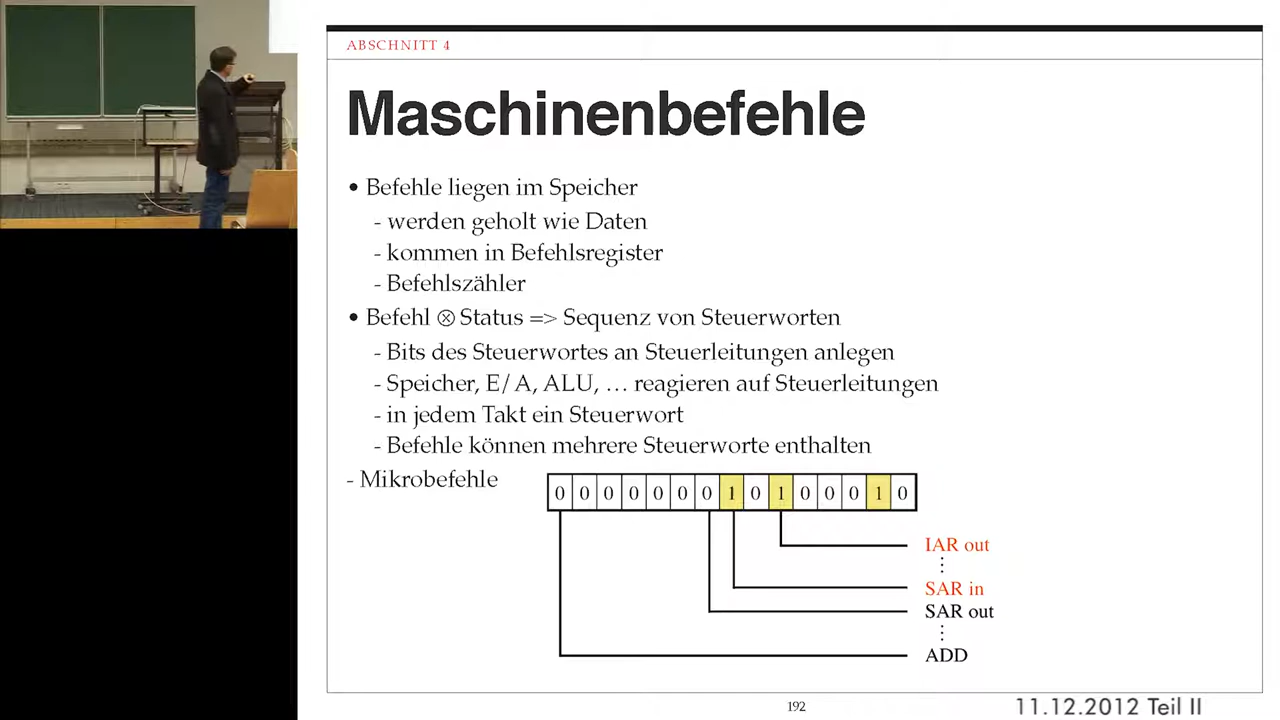 ABSCHNITT 4
Maschinenbefehle
• Befehle liegen im Speicher
- werden geholt wie Daten
- kommen in Befehlsregister
- Befehlszähler
• Befehl ⊗ Status => Sequenz von Steuerworten
- Bits des Steuerwortes an Steuerleitungen anlegen
- Speicher, E/A, ALU, … reagieren auf Steuerleitungen
- in jedem Takt ein Steuerwort
- Befehle können mehrere Steuerworte enthalten
- Mikrobefehle
0 0 0 0 0 0 0 1 0 1 0 0 0 1 0
IAR out
⋮
SAR in
SAR out
⋮
ADD
192
11.12.2012 Teil II